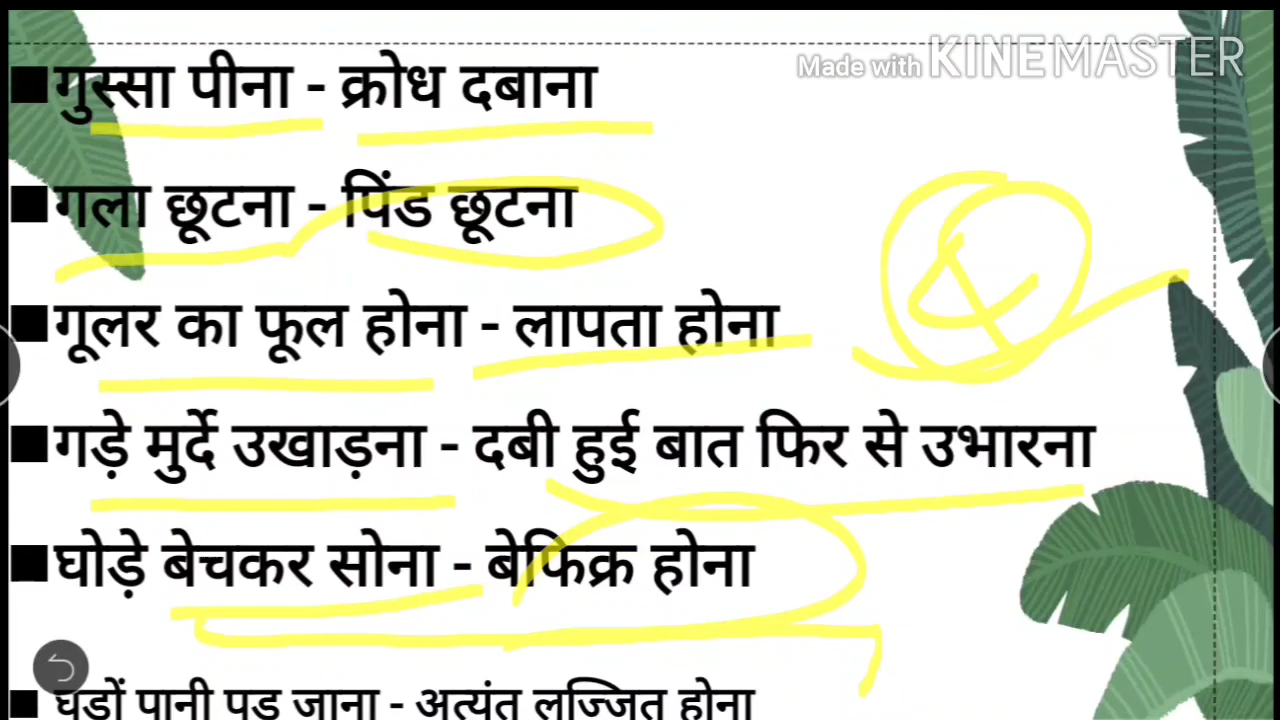 Made with KINEMASTER
■गुस्सा पीना - क्रोध दबाना
■गला छूटना - पिंड छूटना
■गूलर का फूल होना - लापता होना
■गड़े मुर्दे उखाड़ना - दबी हुई बात फिर से उभारना
■घोड़े बेचकर सोना - बेफिक्र होना
■ घड़ों पानी पड़ जाना - अत्यंत लज्जित होना